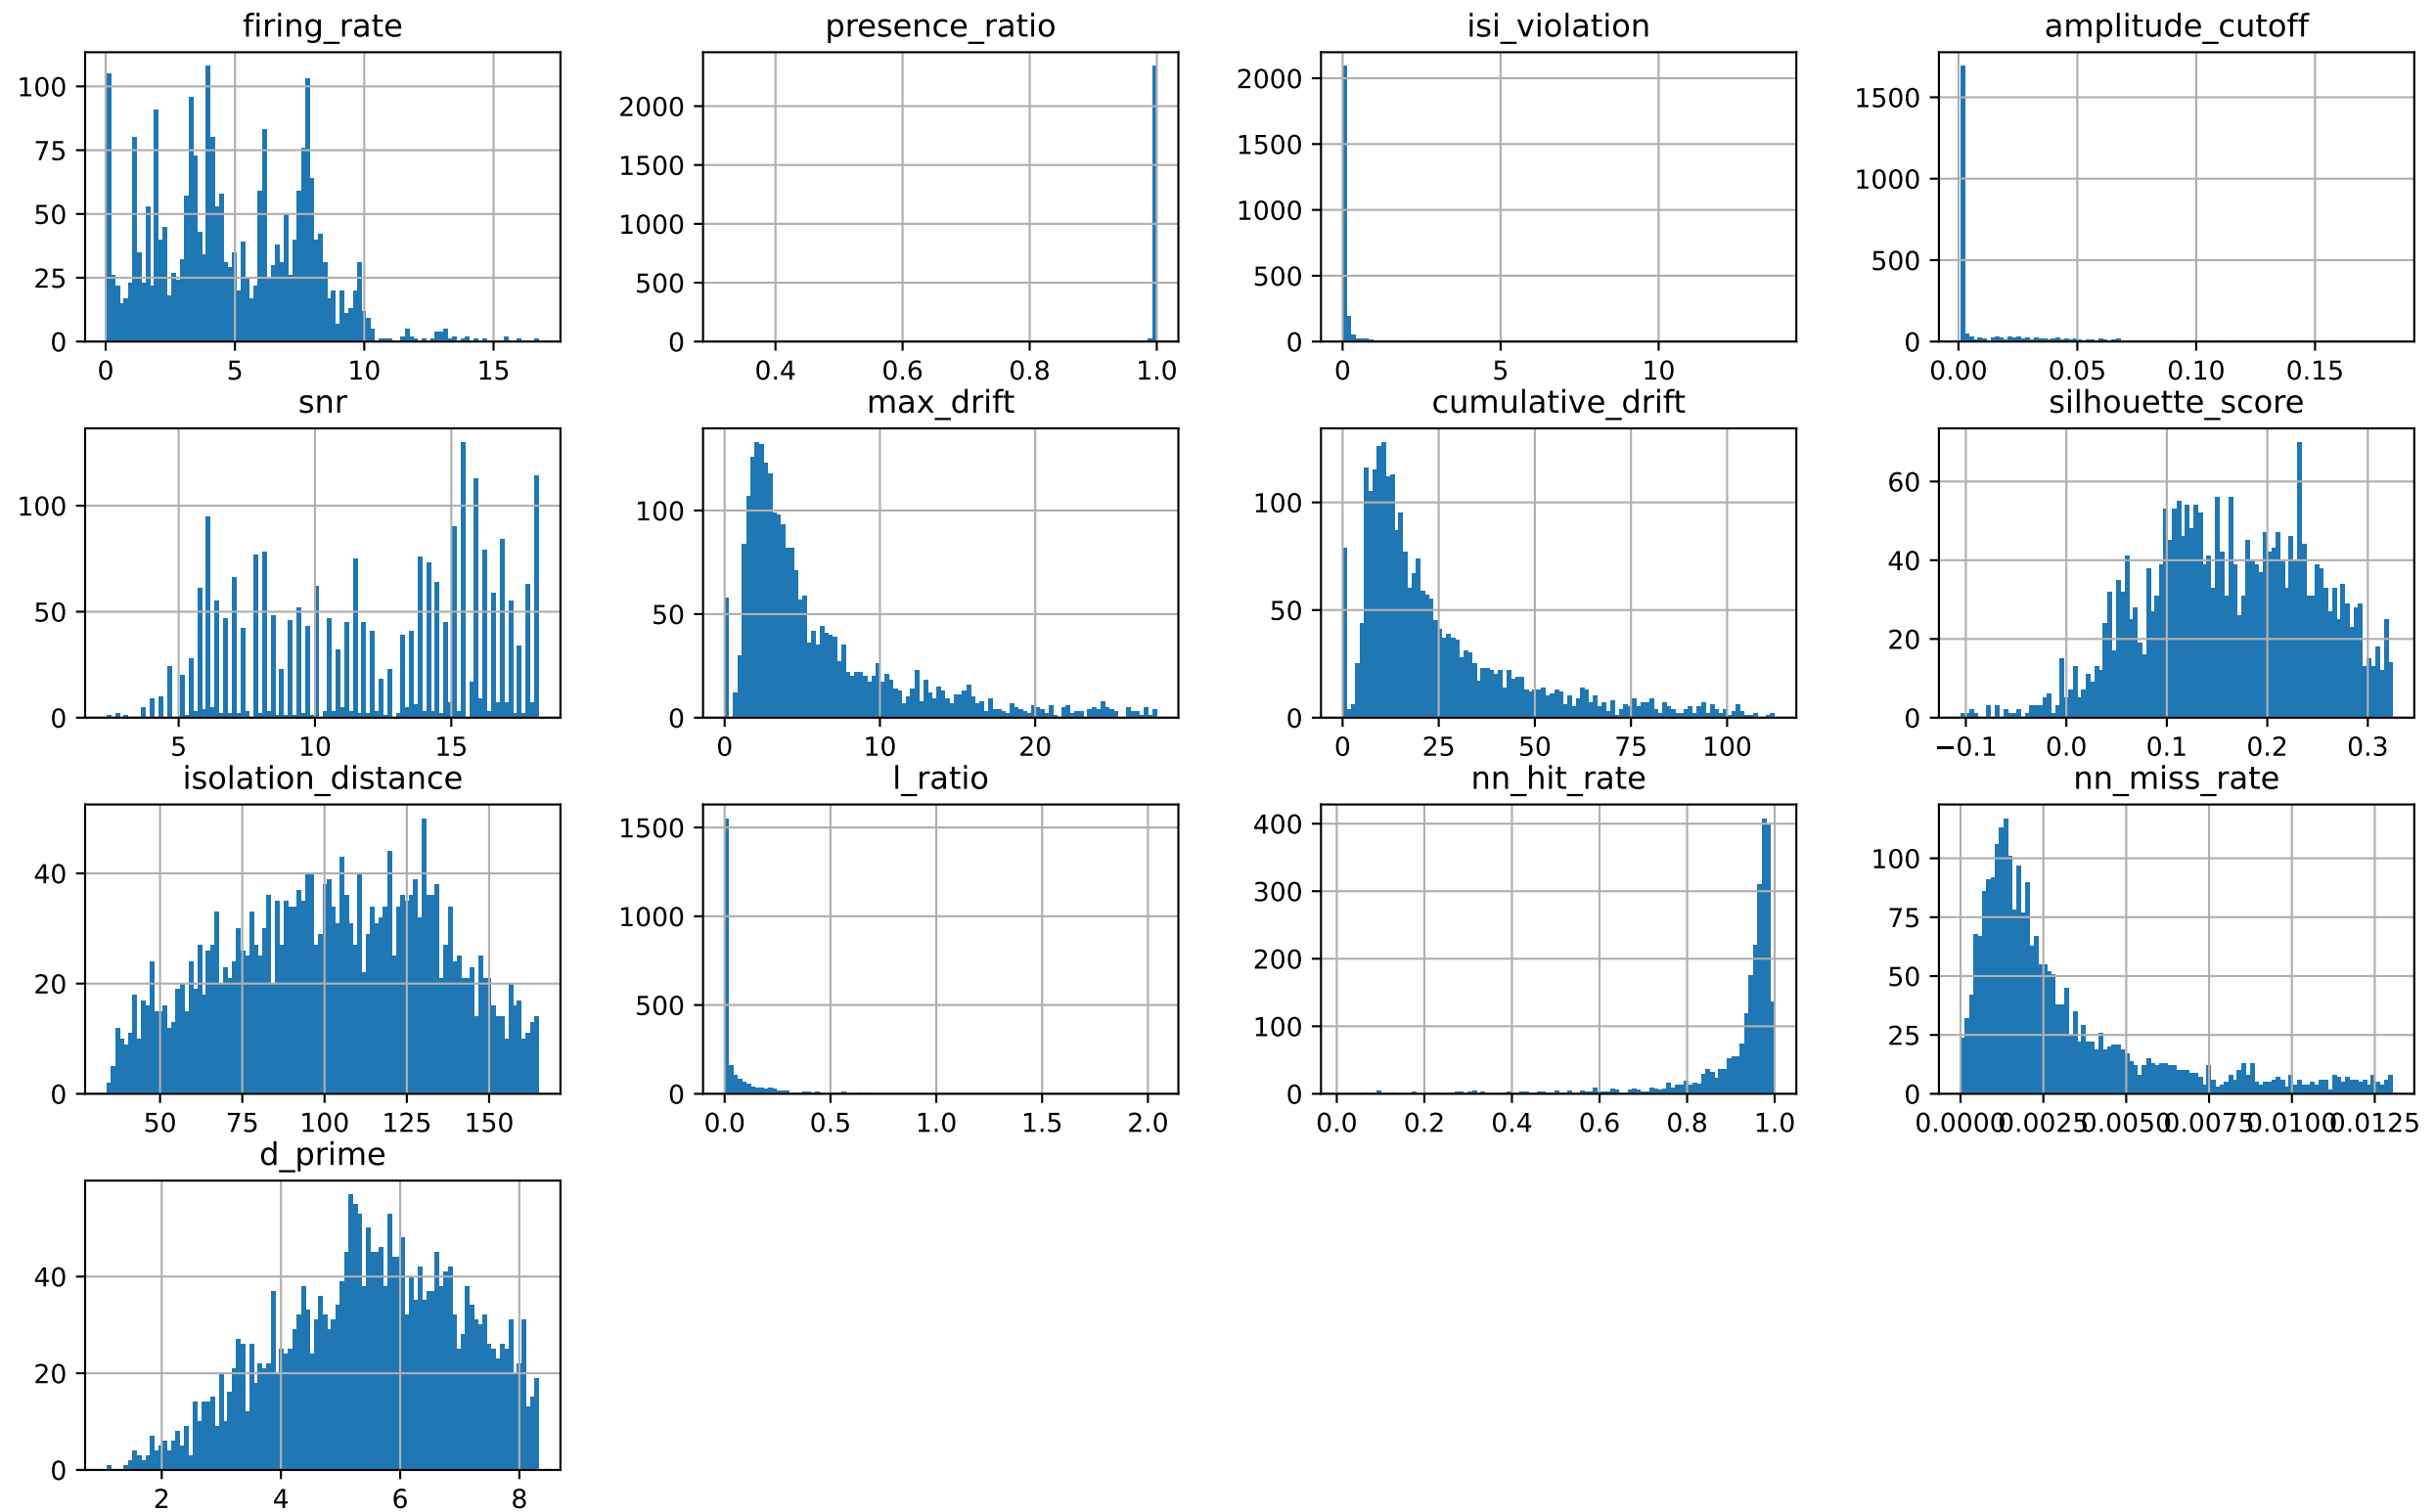 firing_rate presence_ratio isi_violation amplitude_cutoff
100 75 50 25 0
2000 1500 1000 500 0
2000 1500 1000 500 0
1500 1000 500 0
0 5 10 15
0.4 0.6 0.8 1.0
0 5 10
0.00 0.05 0.10 0.15
snr max_drift cumulative_drift silhouette_score
100 50 0
100 50 0
100 50 0
60 40 20 0
5 10 15
0 10 20
0 25 50 75 100
−0.1 0.0 0.1 0.2 0.3
isolation_distance l_ratio nn_hit_rate nn_miss_rate
40 20 0
1500 1000 500 0
400 300 200 100 0
100 75 50 25 0
50 75 100 125 150
0.0 0.5 1.0 1.5 2.0
0.0 0.2 0.4 0.6 0.8 1.0
0.0000 0.0025 0.0050 0.0075 0.0100 0.0125
d_prime
40 20 0
2 4 6 8